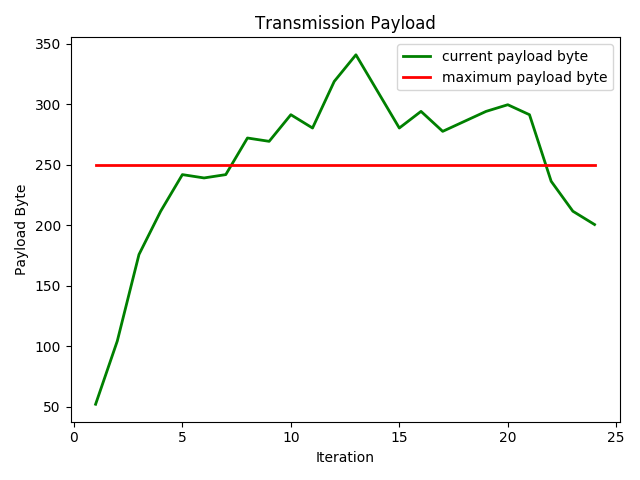 Transmission Payload
current payload byte
maximum payload byte
350
300
250
200
150
100
50
Payload Byte
0
5
10
15
20
25
Iteration